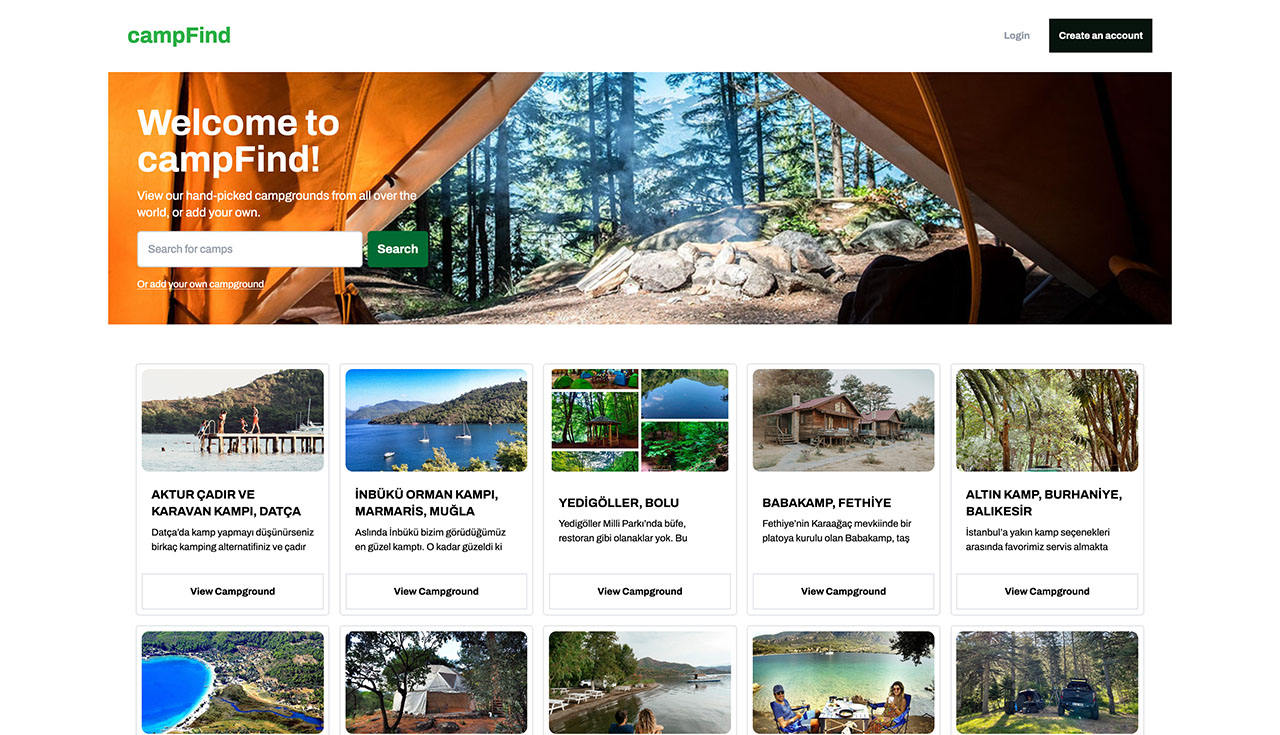 campFind
Login
Create an account
Welcome to
campFind!
View our hand-picked campgrounds from all over the
world, or add your own.
Search for camps
Search
Or add your own campground
AKTUR ÇADIR VE
KARAVAN KAMPI, DATÇA
Datça'da kamp yapmayı düşünürseniz
birkaç kamping alternatifiniz ve çadır
View Campground
İNBÜKÜ ORMAN KAMPI,
MARMARİS, MUĞLA
Aslında İnbükü bizim görüdüğümüz
en güzel kamptı. O kadar güzeldi ki
View Campground
YEDİGÖLLER, BOLU
Yedigöller Milli Parkı'nda büfe,
restoran gibi olanaklar yok. Bu
View Campground
BABAKAMP, FETHİYE
Fethiye'nin Karaağaç mevkiinde bir
platoya kurulu olan Babakamp, taş
View Campground
ALTIN KAMP, BURHANİYE,
BALIKESİR
İstanbul'a yakın kamp seçenekleri
arasında favorimiz servis almakta
View Campground